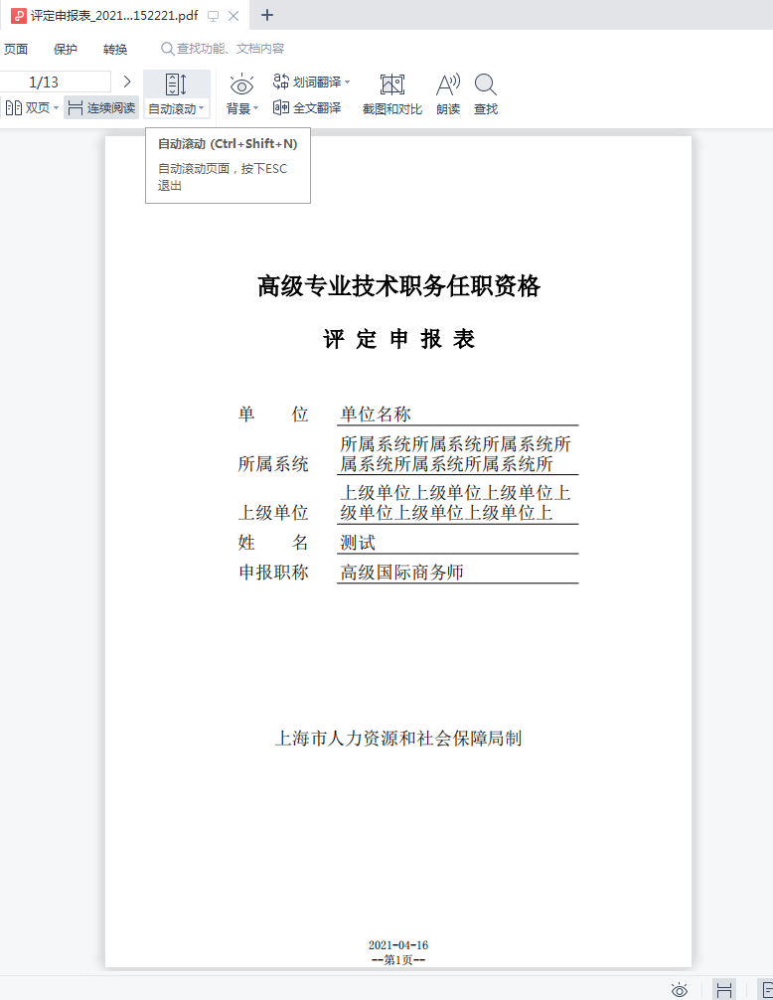 评定申报表_2021...152221.pdf
页面 保护 转换 查找功能、文档内容
1/13
双页 连续阅读 自动滚动 背景 划词翻译 全文翻译 截图和对比 朗读 查找
自动滚动 (Ctrl+Shift+N)
自动滚动页面，按下ESC
退出
高级专业技术职务任职资格
评 定 申 报 表
单 位 单位名称
所属系统所属系统所属系统所
所属系统 属系统所属系统所属系统所
上级单位上级单位上级单位上
上级单位 级单位上级单位上级单位上
姓 名 测试
申报职称 高级国际商务师
上海市人力资源和社会保障局制
2021-04-16
--第1页--